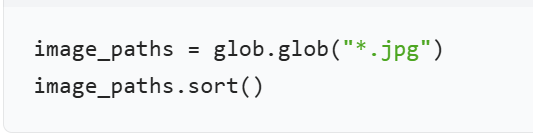 image_paths = glob.glob("*.jpg")
image_paths.sort()